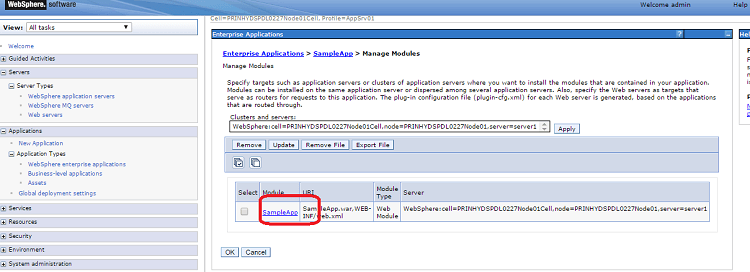 WebSphere. software
Welcome admin
Help
View: All tasks
Cell=PRINHYDSPDL0227Node01Cell, Profile=AppSrv01
Welcome
Guided Activities
Servers
Server Types
WebSphere application servers
WebSphere MQ servers
Web servers
Applications
New Application
Application Types
WebSphere enterprise applications
Business-level applications
Assets
Global deployment settings
Services
Resources
Security
Environment
System administration
Enterprise Applications
?
Enterprise Applications > SampleApp > Manage Modules
Manage Modules
Specify targets such as application servers or clusters of application servers where you want to install the modules that are contained in your application.
Modules can be installed on the same application server or dispersed among several application servers. Also, specify the Web servers as targets that
serve as routers for requests to this application. The plug-in configuration file (plugin-cfg.xml) for each Web server is generated, based on the applications
that are routed through.
Clusters and servers:
WebSphere:cell=PRINHYDSPDL0227Node01Cell,node=PRINHYDSPDL0227Node01,server=server1
Apply
Remove Update Remove File Export File
Select Module URI Module Type Server
SampleApp SampleApp.war,WEB-INF/web.xml Web Module WebSphere:cell=PRINHYDSPDL0227Node01Cell,node=PRINHYDSPDL0227Node01,server=server1
OK Cancel